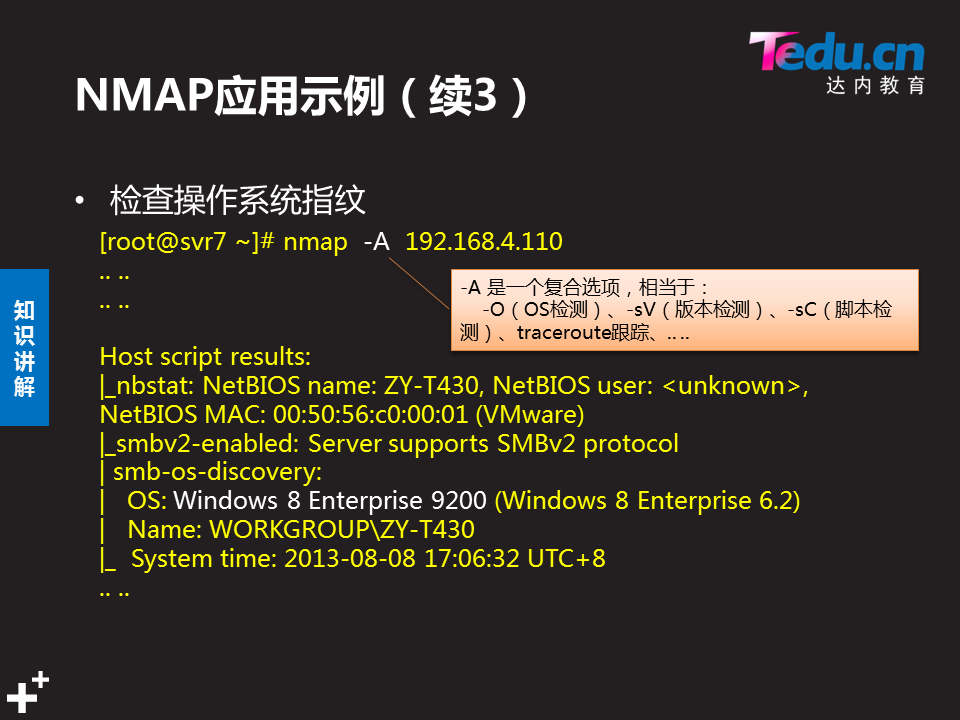 Tedu.cn
达内教育
NMAP应用示例（续3）
• 检查操作系统指纹
[root@svr7 ~]# nmap -A 192.168.4.110
.. ..
.. ..
-A 是一个复合选项，相当于：
-O（OS检测）、-sV（版本检测）、-sC（脚本检
测）、traceroute跟踪、.. ..
知
识
讲
解
Host script results:
|_nbstat: NetBIOS name: ZY-T430, NetBIOS user: <unknown>,
NetBIOS MAC: 00:50:56:c0:00:01 (VMware)
|_smbv2-enabled: Server supports SMBv2 protocol
| smb-os-discovery:
| OS: Windows 8 Enterprise 9200 (Windows 8 Enterprise 6.2)
| Name: WORKGROUP\ZY-T430
|_ System time: 2013-08-08 17:06:32 UTC+8
.. ..